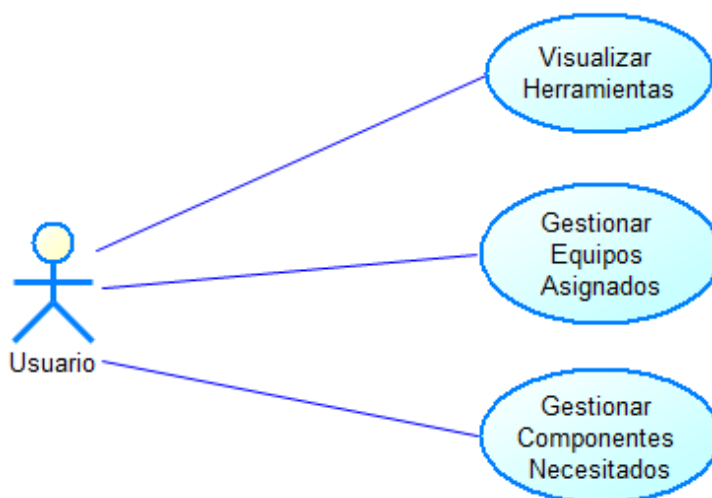 Visualizar
Herramientas
Gestionar
Equipos
Asignados
Usuario
Gestionar
Componentes
Necesitados